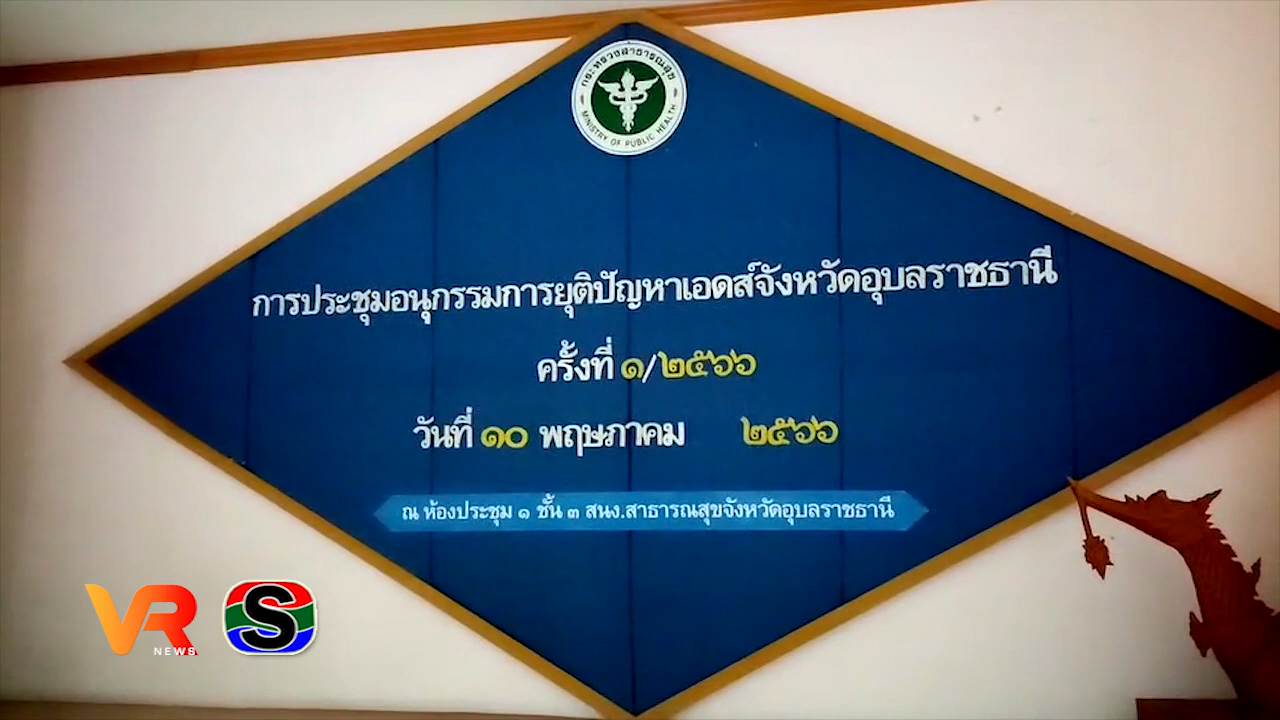 กระทรวงสาธารณสุข
MINISTRY OF PUBLIC HEALTH
การประชุมอนุกรรมการยุติปัญหาเอดส์จังหวัดอุบลราชธานี
ครั้งที่ ๑/๒๕๖๖
วันที่ ๑๐ พฤษภาคม ๒๕๖๖
ณ ห้องประชุม ๑ ชั้น ๓ สนง.สาธารณสุขจังหวัดอุบลราชธานี
VR NEWS
S